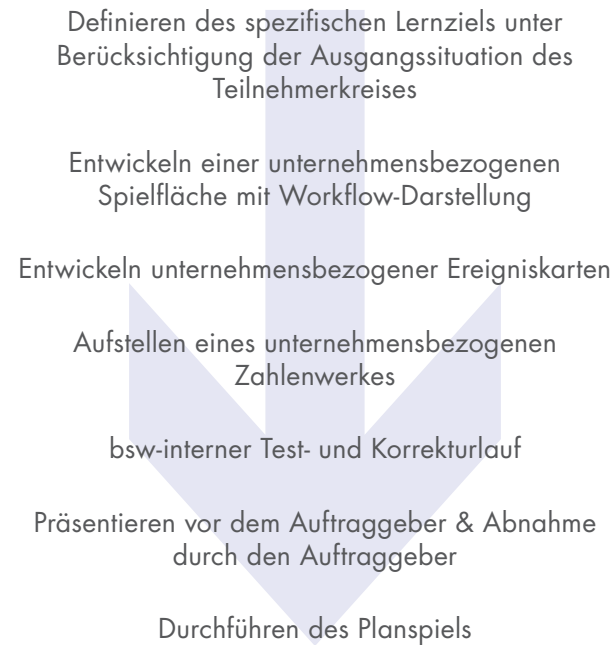 Definieren des spezifischen Lernziels unter
Berücksichtigung der Ausgangssituation des
Teilnehmerkreises
Entwickeln einer unternehmensbezogenen
Spielfläche mit Workflow-Darstellung
Entwickeln unternehmensbezogener Ereigniskarten
Aufstellen eines unternehmensbezogenen
Zahlenwerkes
bsw-interner Test- und Korrekturlauf
Präsentieren vor dem Auftraggeber & Abnahme
durch den Auftraggeber
Durchführen des Planspiels